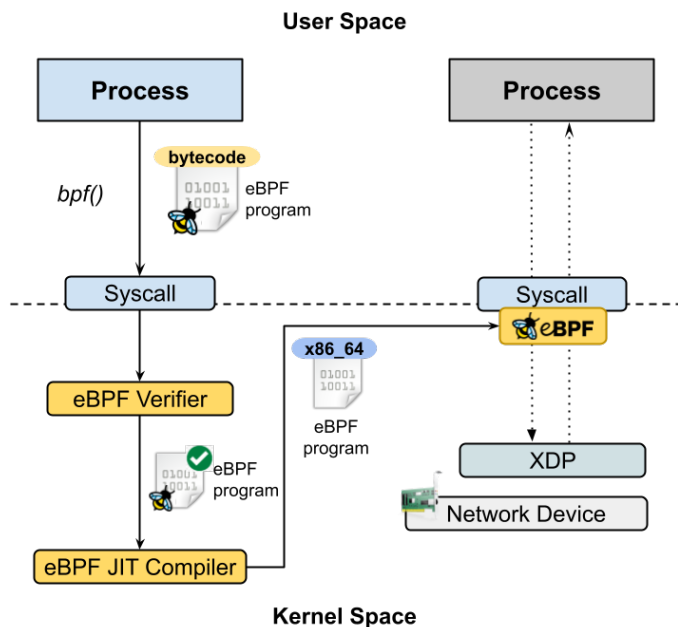 User Space
Process
Process
bytecode
01001
10011
eBPF
program
bpf()
Syscall
Syscall
eBPF
x86_64
01001
10011
eBPF
program
eBPF Verifier
01001
10011
eBPF
program
XDP
Network Device
eBPF JIT Compiler
Kernel Space